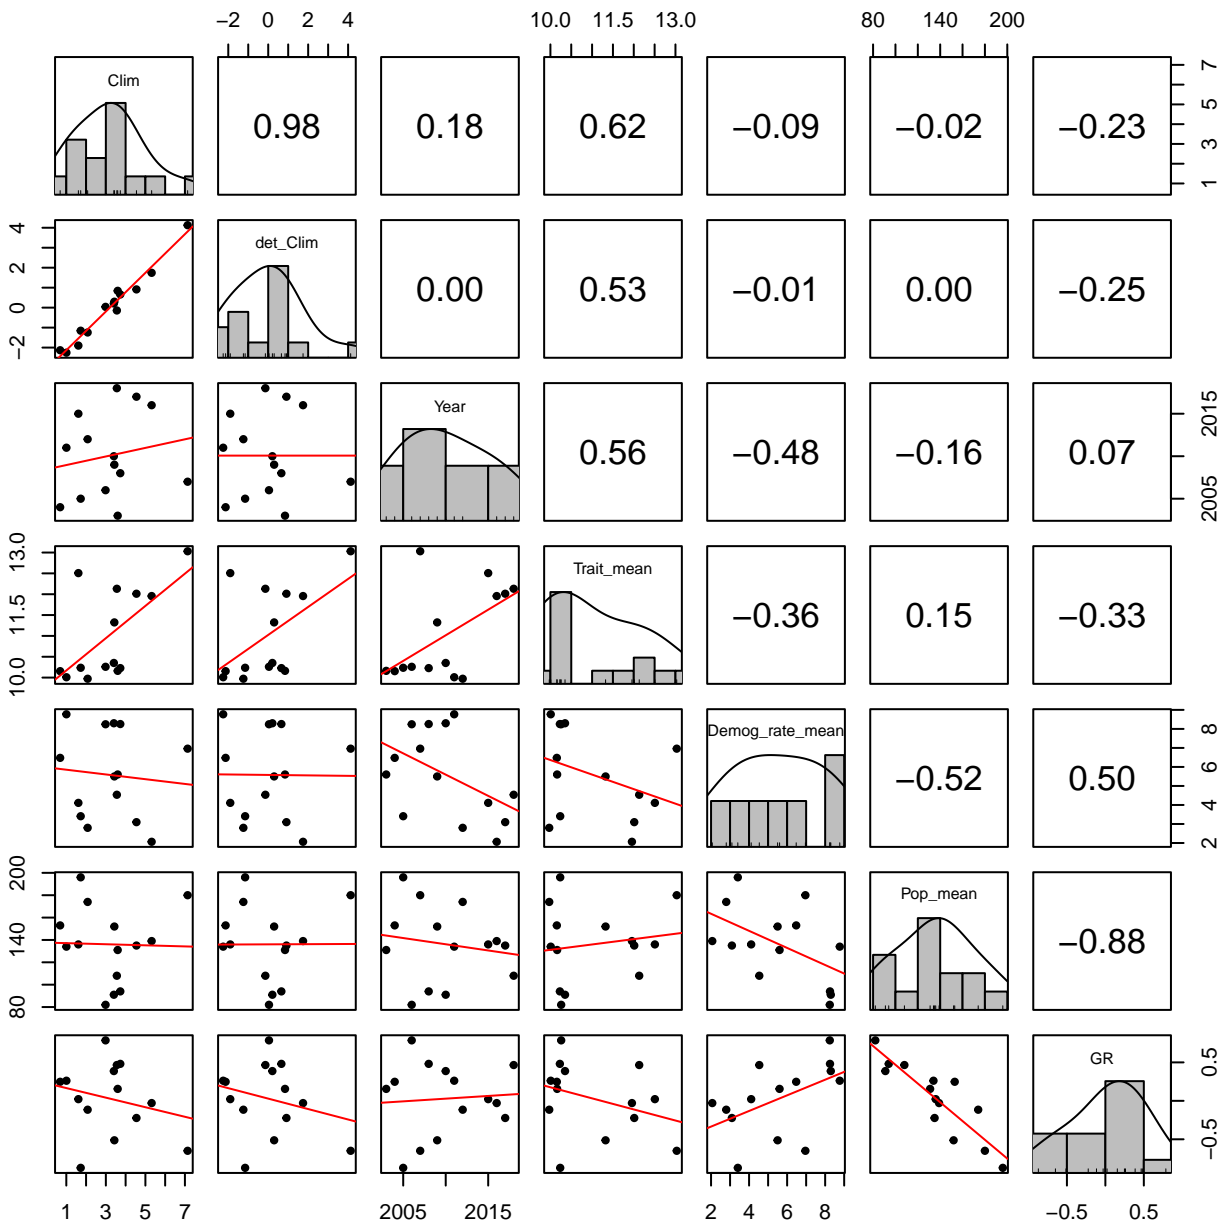 −2 0 2 4 10.0 11.5 13.0 80 140 200
Clim 0.98 0.18 0.62 −0.09 −0.02 −0.23 1 3 5 7
−2 0 2 4 det_Clim 0.00 0.53 −0.01 0.00 −0.25
Year 0.56 −0.48 −0.16 0.07 2005 2015
10.0 11.5 13.0 Trait_mean −0.36 0.15 −0.33
Demog_rate_mean −0.52 0.50 2 4 6 8
80 140 200 Pop_mean −0.88
GR −0.5 0.5
1 3 5 7 2005 2015 2 4 6 8 −0.5 0.5